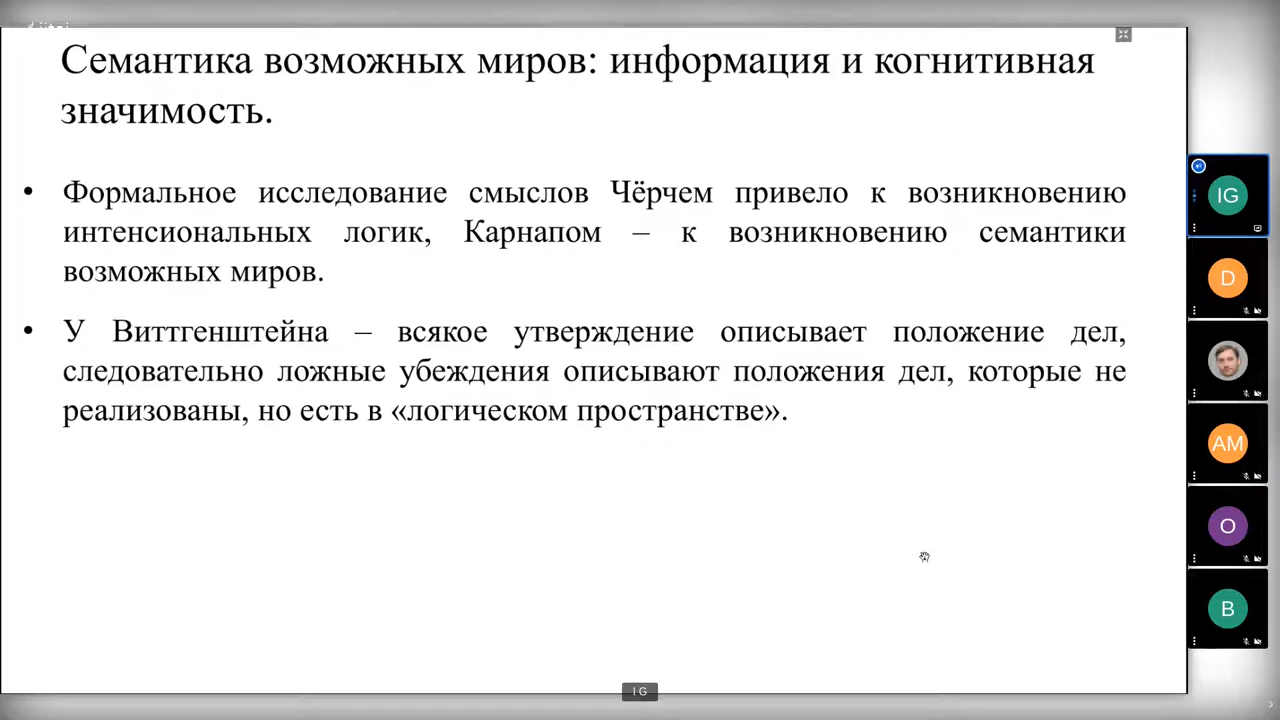 Семантика возможных миров: информация и когнитивная
значимость.
• Формальное исследование смыслов Чёрчем привело к возникновению
интенсиональных логик, Карнапом – к возникновению семантики
возможных миров.
• У Виттгенштейна – всякое утверждение описывает положение дел,
следовательно ложные убеждения описывают положения дел, которые не
реализованы, но есть в «логическом пространстве».
IG
D
AM
O
B
I G